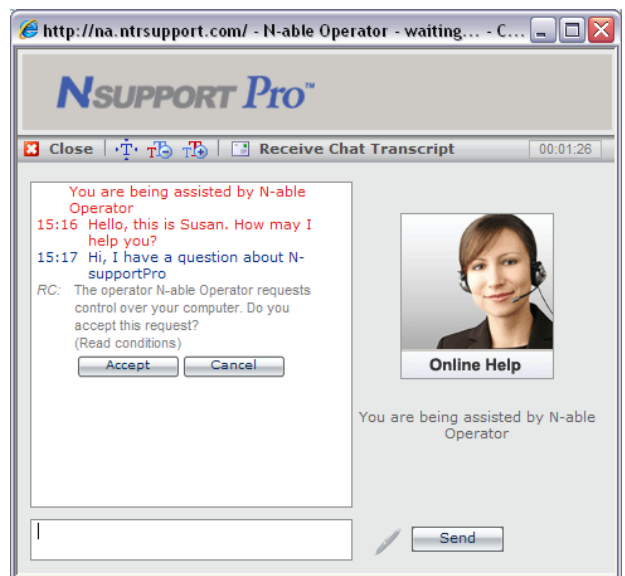 http://na.ntrsupport.com/ - N-able Operator - waiting... - C...
NSUPPORT Pro™
Close T T T Receive Chat Transcript 00:01:26
You are being assisted by N-able
Operator
15:16 Hello, this is Susan. How may I
help you?
15:17 Hi, I have a question about N-
supportPro
RC: The operator N-able Operator requests
control over your computer. Do you
accept this request?
(Read conditions)
Accept Cancel
Online Help
You are being assisted by N-able
Operator
Send